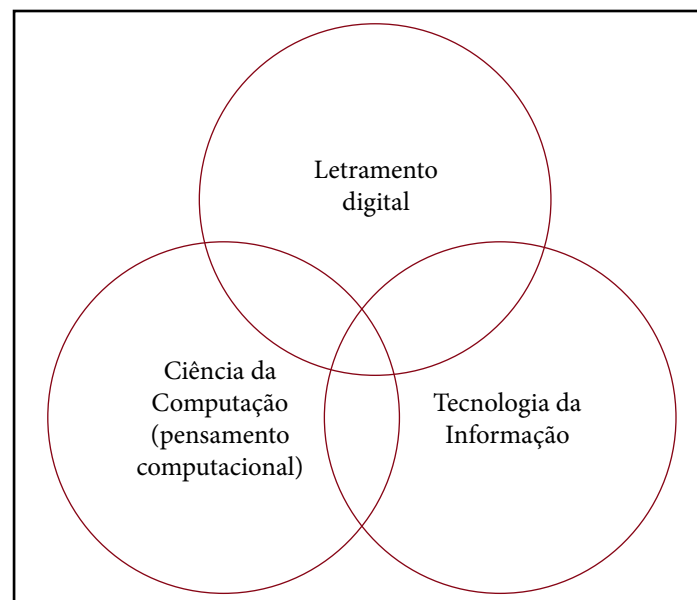 Letramento
digital
Ciência da
Computação
(pensamento
computacional)
Tecnologia da
Informação